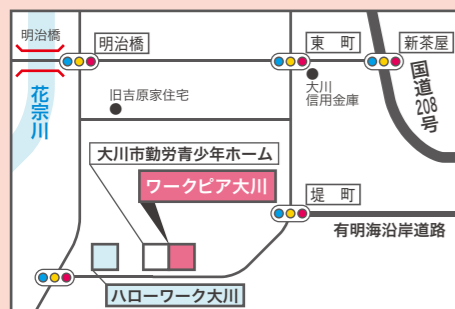 明治橋
明治橋
東町
新茶屋
花宗川
旧吉原家住宅
大川
信用金庫
国道208号
大川市勤労青少年ホーム
ワークピア大川
堤町
有明海沿岸道路
ハローワーク大川